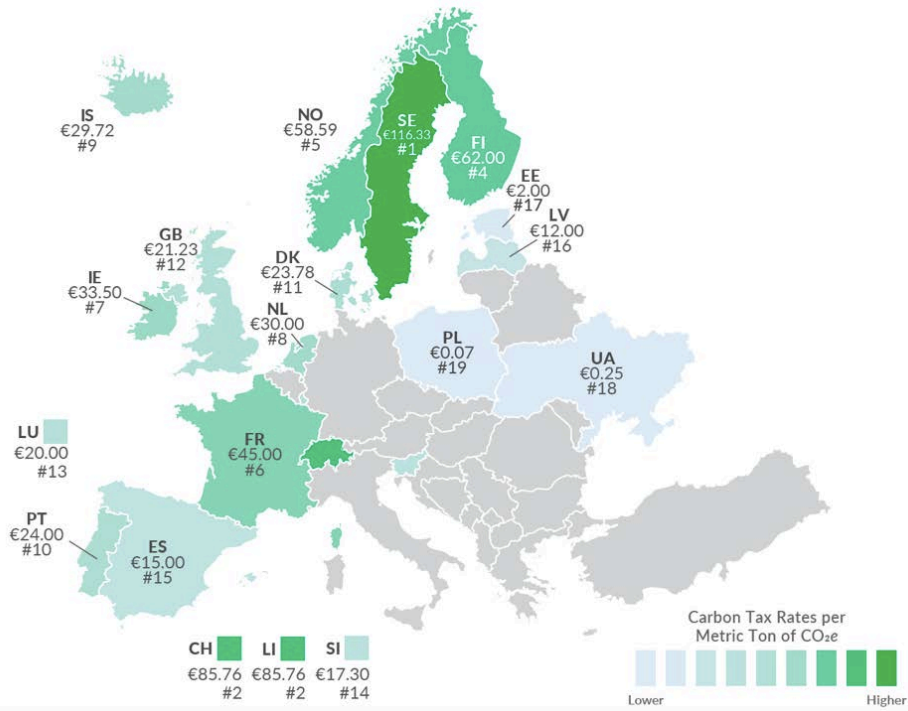 IS
€29.72
#9
NO
€58.59
#5
SE
€116.33
#1
FI
€62.00
#4
EE
€2.00
#17
LV
€12.00
#16
GB
€21.23
#12
DK
€23.78
#11
IE
€33.50
#7
NL
€30.00
#8
PL
€0.07
#19
UA
€0.25
#18
LU
€20.00
#13
FR
€45.00
#6
PT
€24.00
#10
ES
€15.00
#15
CH
€85.76
#2
LI
€85.76
#2
SI
€17.30
#14
Carbon Tax Rates per
Metric Ton of CO₂e
Lower Higher